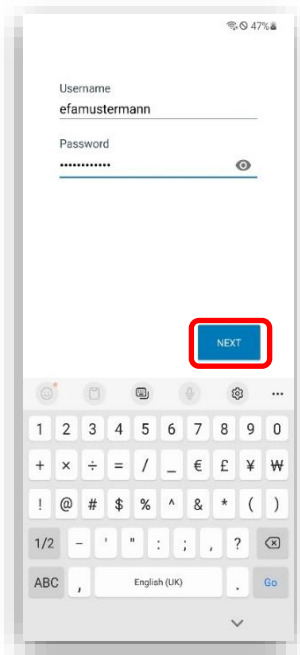 47%
Username
efamustermann
Password
••••••••••••
NEXT
1 2 3 4 5 6 7 8 9 0
+ × ÷ = / _ € £ ¥ ₩
! @ # $ % ^ & * ( )
1/2 - ' " : ; , ?
ABC , English (UK) . Go